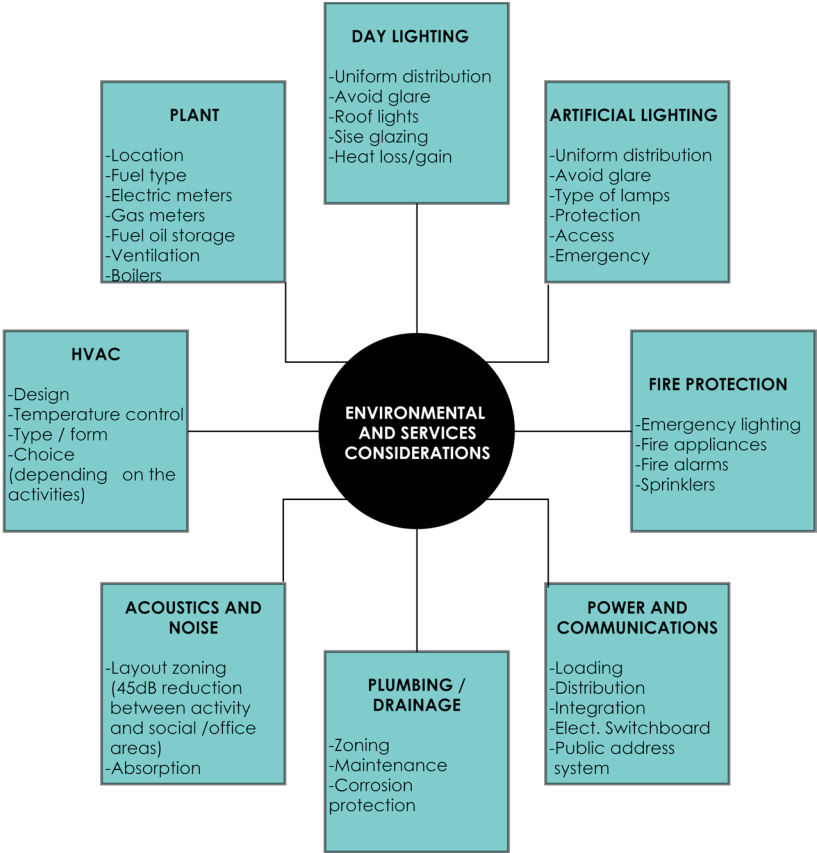 DAY LIGHTING
-Uniform distribution
-Avoid glare
-Roof lights
-Sise glazing
-Heat loss/gain
PLANT
-Location
-Fuel type
-Electric meters
-Gas meters
-Fuel oil storage
-Ventilation
-Boilers
ARTIFICIAL LIGHTING
-Uniform distribution
-Avoid glare
-Type of lamps
-Protection
-Access
-Emergency
HVAC
-Design
-Temperature control
-Type / form
-Choice
(depending on the
activities)
ENVIRONMENTAL
AND SERVICES
CONSIDERATIONS
FIRE PROTECTION
-Emergency lighting
-Fire appliances
-Fire alarms
-Sprinklers
ACOUSTICS AND
NOISE
-Layout zoning
(45dB reduction
between activity
and social /office
areas)
-Absorption
PLUMBING /
DRAINAGE
-Zoning
-Maintenance
-Corrosion
protection
POWER AND
COMMUNICATIONS
-Loading
-Distribution
-Integration
-Elect. Switchboard
-Public address
system